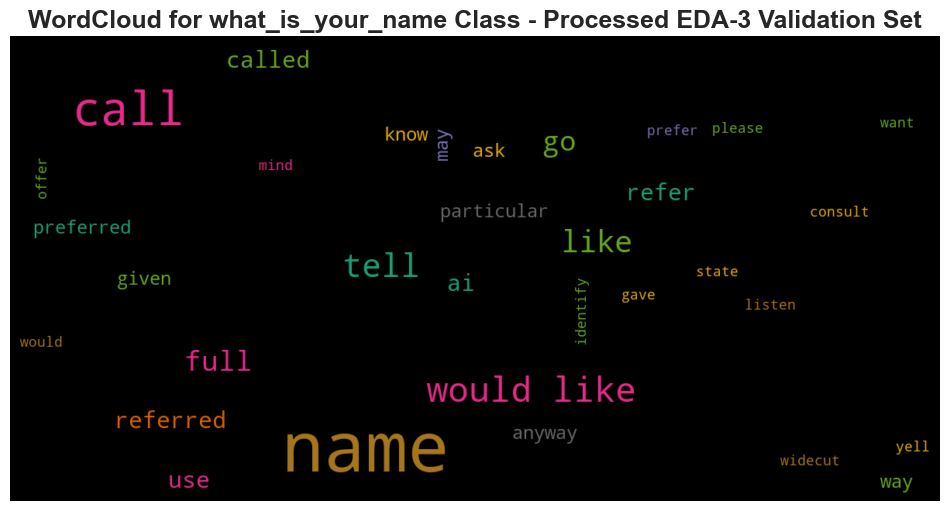 WordCloud for what_is_your_name Class - Processed EDA-3 Validation Set
called
call
know
may
ask
go
prefer
please
want
offer
mind
refer
particular
consult
preferred
like
tell
ai
given
state
identify
gave
listen
would
full
would like
referred
name
anyway
yell
widecut
use
way